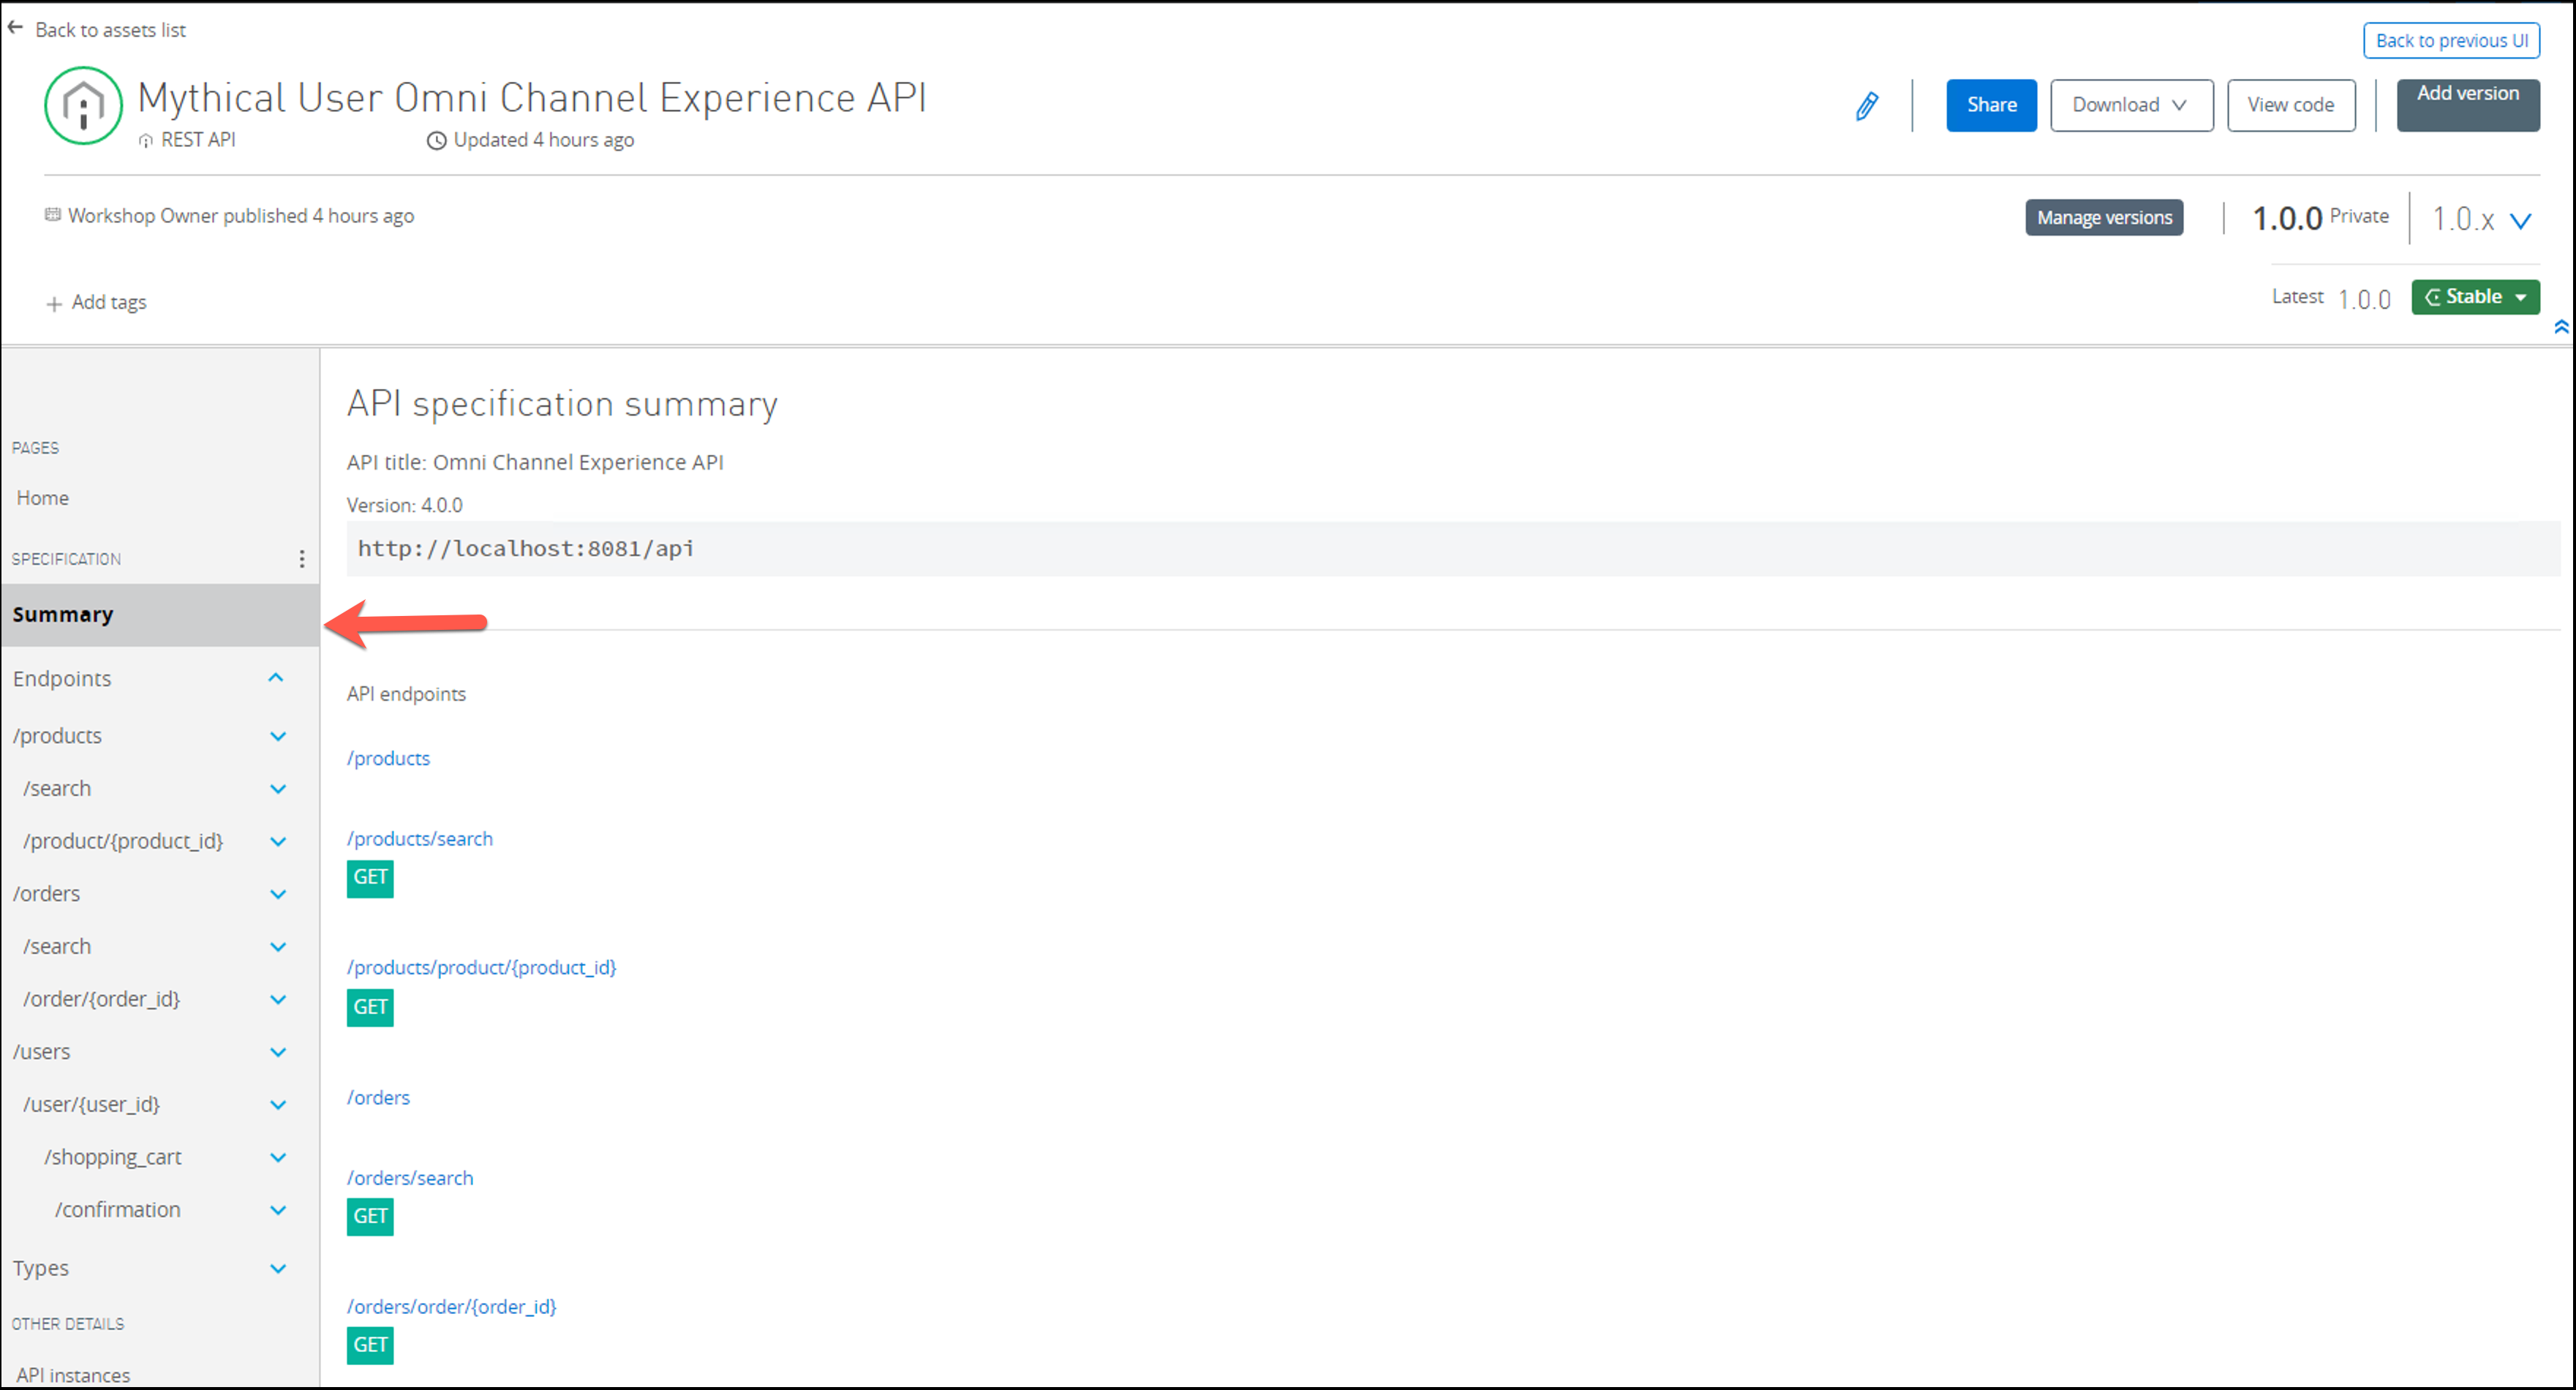 Back to assets list
Back to previous UI
Mythical User Omni Channel Experience API
Share
Download
View code
Add version
REST API
Updated 4 hours ago
Workshop Owner published 4 hours ago
Manage versions
1.0.0 Private
1.0.x
Add tags
Latest 1.0.0
Stable
PAGES
Home
SPECIFICATION
Summary
Endpoints
/products
/search
/product/{product_id}
/orders
/search
/order/{order_id}
/users
/user/{user_id}
/shopping_cart
/confirmation
Types
OTHER DETAILS
API instances
API specification summary
API title: Omni Channel Experience API
Version: 4.0.0
http://localhost:8081/api
API endpoints
/products
/products/search
GET
/products/product/{product_id}
GET
/orders
/orders/search
GET
/orders/order/{order_id}
GET